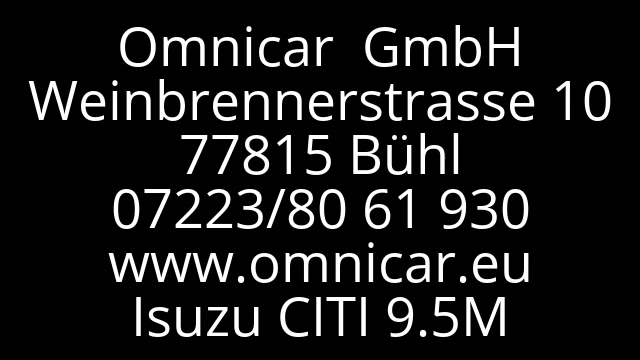 Omnicar  GmbH
Weinbrennerstrasse 10
77815 Bühl
07223/80 61 930
www.omnicar.eu
Isuzu CITI 9.5M